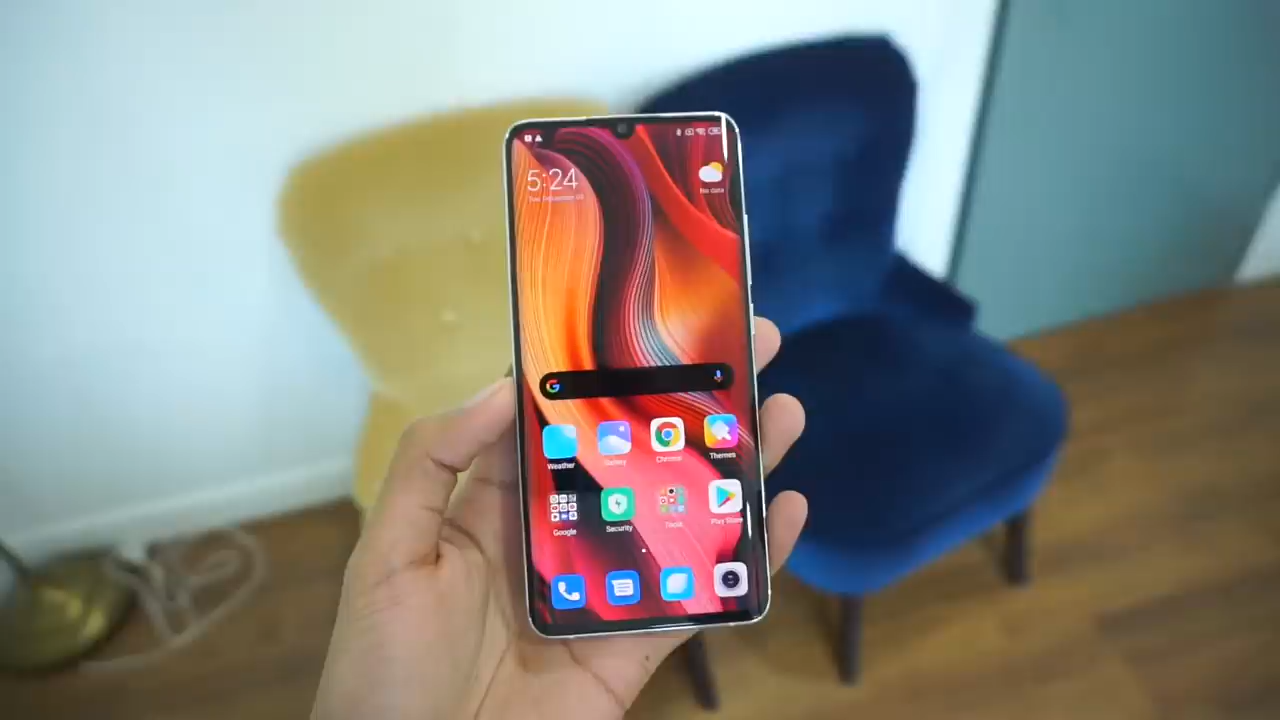 5:24
No data
Weather
Gallery
Chrome
Themes
Google
Security
Tools
Play Store